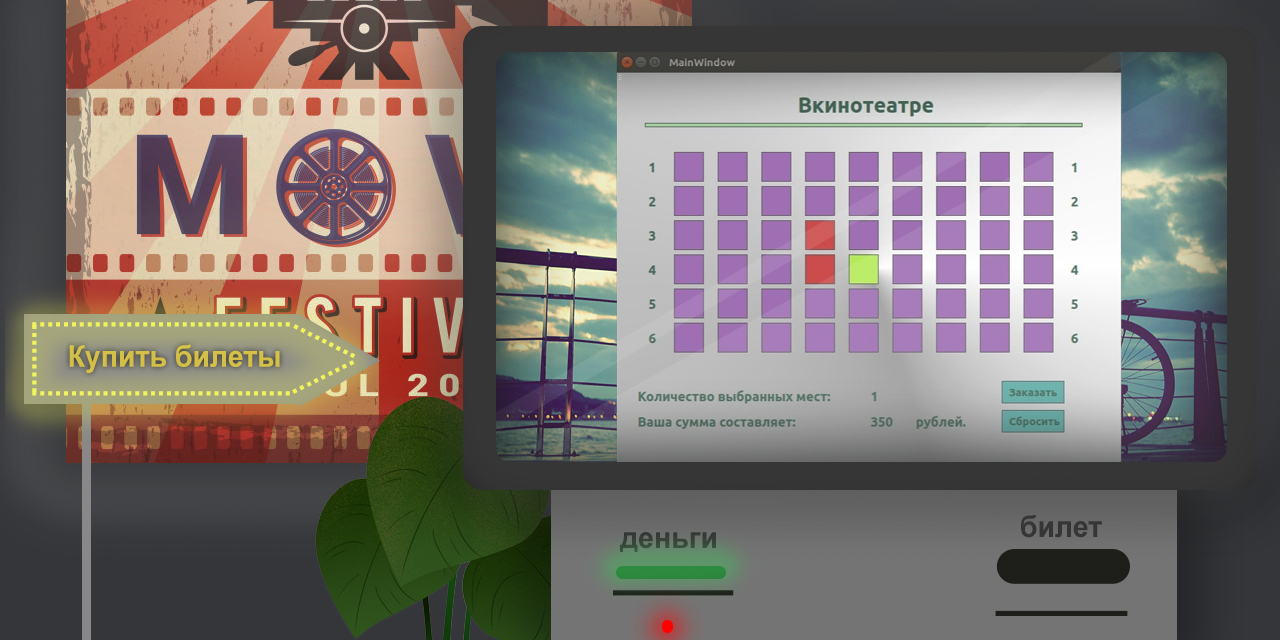 M V
FESTIV
UL 20
Купить билеты
MainWindow
Вкинотеатре
1 1
2 2
3 3
4 4
5 5
6 6
Количество выбранных мест: 1
Заказать
Ваша сумма составляет: 350 рублей.
Сбросить
деньги
билет